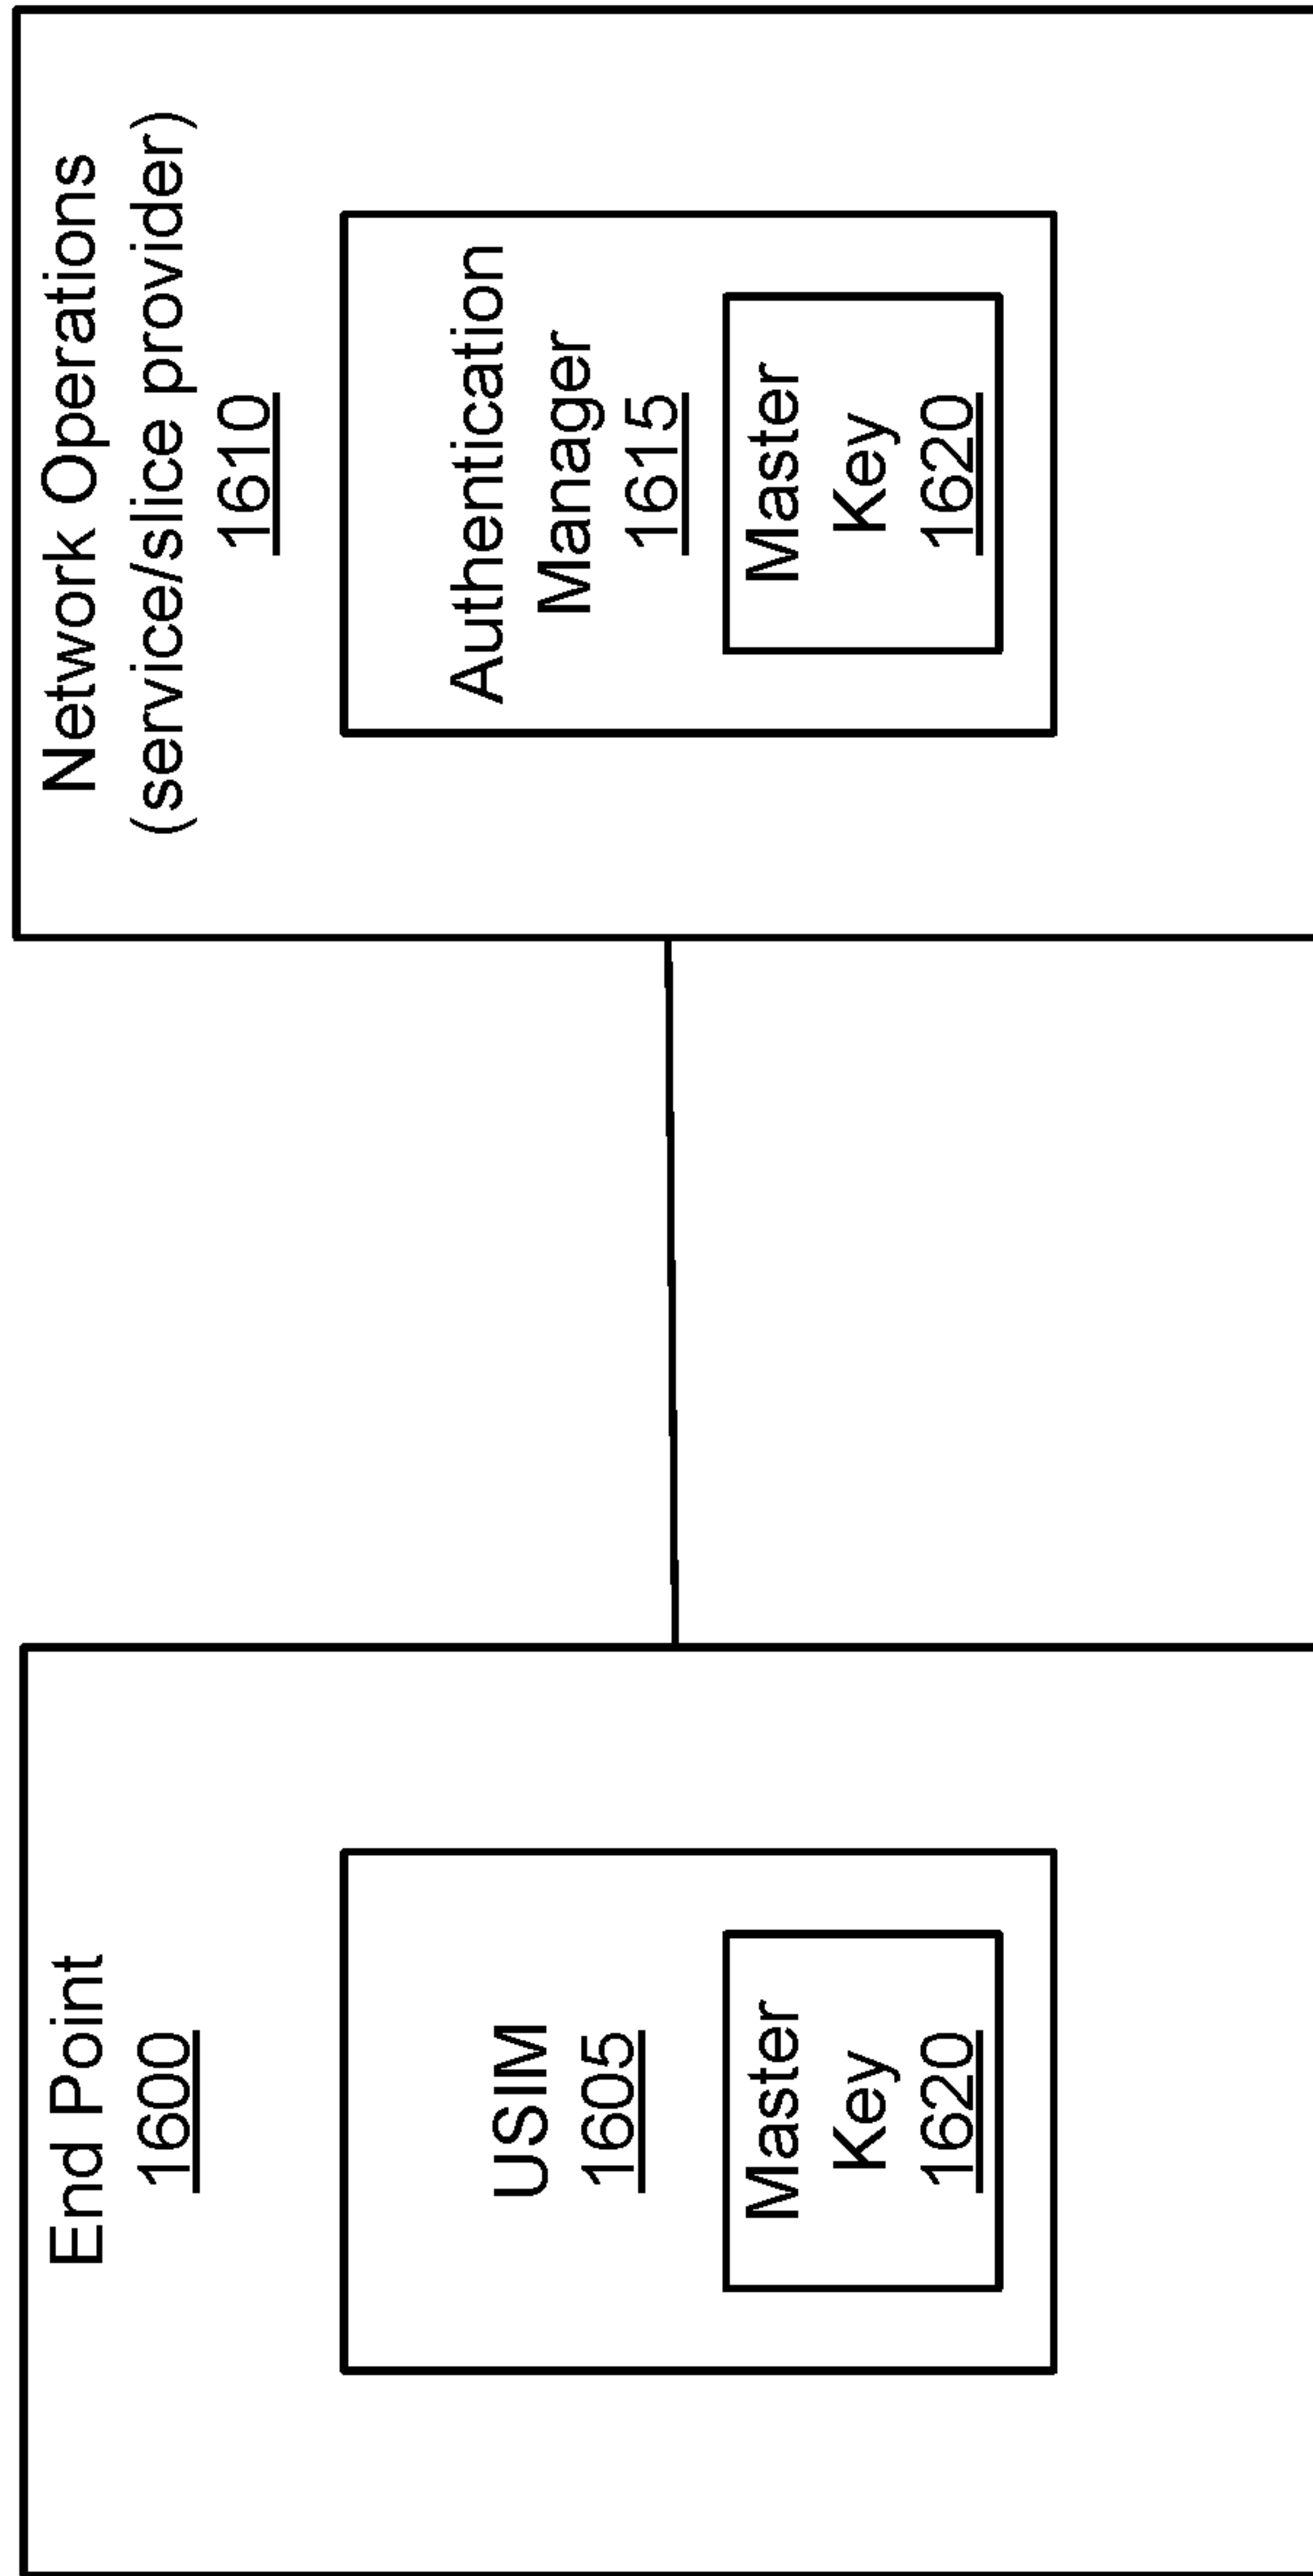 End Point
1600
USIM
1605
Master
Key
1620
Network Operations
(service/slice provider)
1610
Authentication
Manager
1615
Master
Key
1620